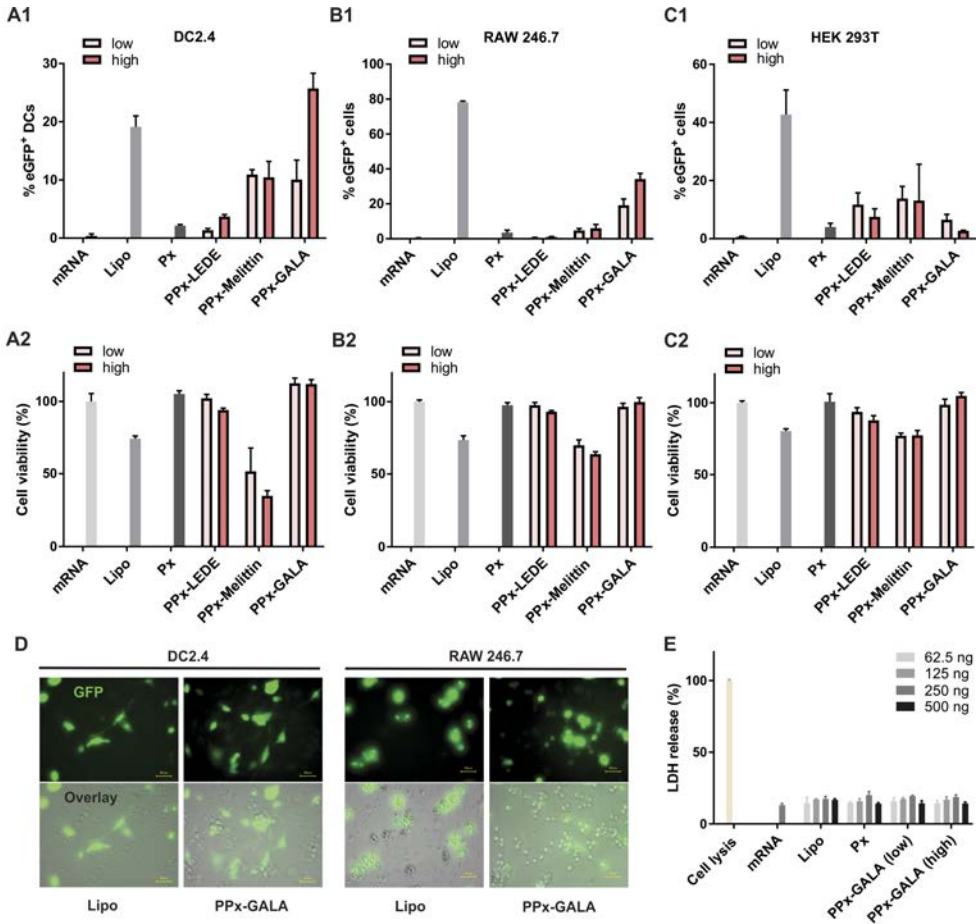 A1
DC2.4
low
high
% eGFP+ DCs
30
20
10
0
mRNA
Lipo
Px
PPx-LEDE
PPx-Melittin
PPx-GALA
B1
RAW 246.7
low
high
% eGFP+ cells
100
80
60
40
20
0
mRNA
Lipo
Px
PPx-LEDE
PPx-Melittin
PPx-GALA
C1
HEK 293T
low
high
% eGFP+ cells
60
40
20
0
mRNA
Lipo
Px
PPx-LEDE
PPx-Melittin
PPx-GALA
A2
low
high
Cell viability (%)
100
50
0
mRNA
Lipo
Px
PPx-LEDE
PPx-Melittin
PPx-GALA
B2
low
high
Cell viability (%)
100
50
0
mRNA
Lipo
Px
PPx-LEDE
PPx-Melittin
PPx-GALA
C2
low
high
Cell viability (%)
100
50
0
mRNA
Lipo
Px
PPx-LEDE
PPx-Melittin
PPx-GALA
D
DC2.4
RAW 246.7
GFP
Overlay
Lipo
PPx-GALA
Lipo
PPx-GALA
E
62.5 ng
125 ng
250 ng
500 ng
LDH release (%)
100
50
0
Cell lysis
mRNA
Lipo
Px
PPx-GALA (low)
PPx-GALA (high)